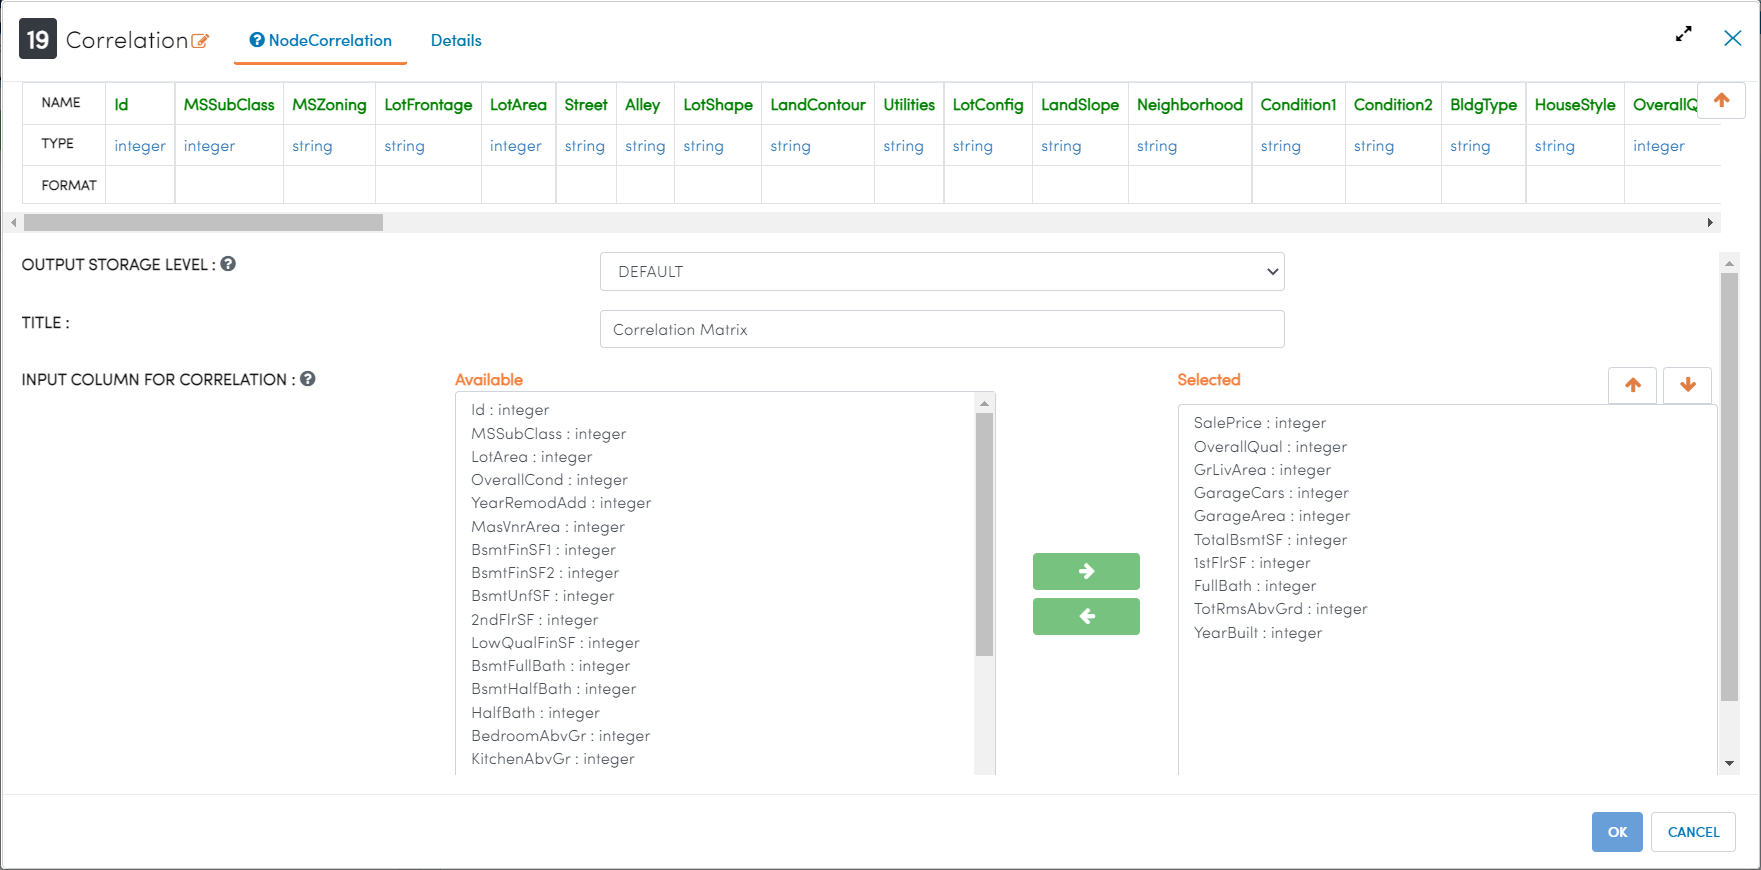 19 Correlation NodeCorrelation Details
NAME Id MSSubClass MSZoning LotFrontage LotArea Street Alley LotShape LandContour Utilities LotConfig LandSlope Neighborhood Condition1 Condition2 BldgType HouseStyle OverallQ
TYPE integer integer string string integer string string string string string string string string string string string string integer
FORMAT
OUTPUT STORAGE LEVEL :
DEFAULT
TITLE :
Correlation Matrix
INPUT COLUMN FOR CORRELATION :
Available
Id : integer
MSSubClass : integer
LotArea : integer
OverallCond : integer
YearRemodAdd : integer
MasVnrArea : integer
BsmtFinSF1 : integer
BsmtFinSF2 : integer
BsmtUnfSF : integer
2ndFlrSF : integer
LowQualFinSF : integer
BsmtFullBath : integer
BsmtHalfBath : integer
HalfBath : integer
BedroomAbvGr : integer
KitchenAbvGr : integer
Selected
SalePrice : integer
OverallQual : integer
GrLivArea : integer
GarageCars : integer
GarageArea : integer
TotalBsmtSF : integer
1stFlrSF : integer
FullBath : integer
TotRmsAbvGrd : integer
YearBuilt : integer
OK CANCEL